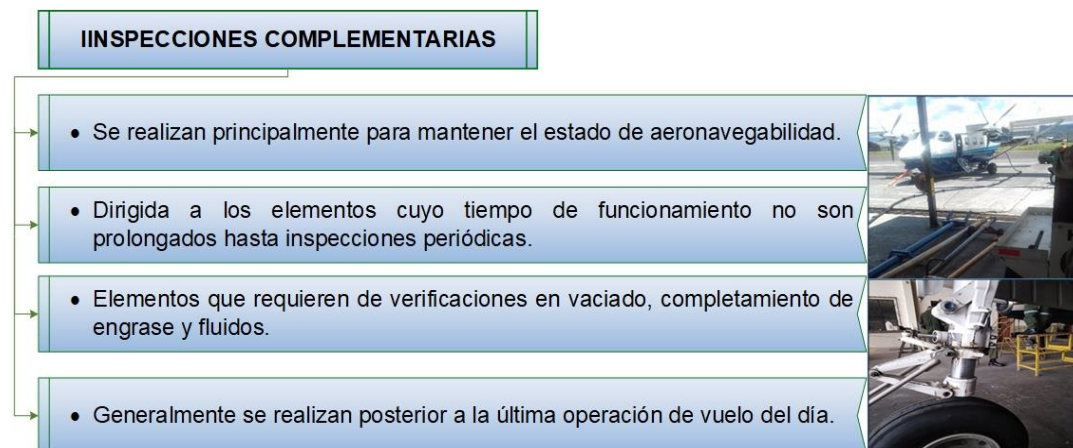 IINSPECCIONES COMPLEMENTARIAS
• Se realizan principalmente para mantener el estado de aeronavegabilidad.
• Dirigida a los elementos cuyo tiempo de funcionamiento no son
prolongados hasta inspecciones periódicas.
• Elementos que requieren de verificaciones en vaciado, completamiento de
engrase y fluidos.
• Generalmente se realizan posterior a la última operación de vuelo del día.